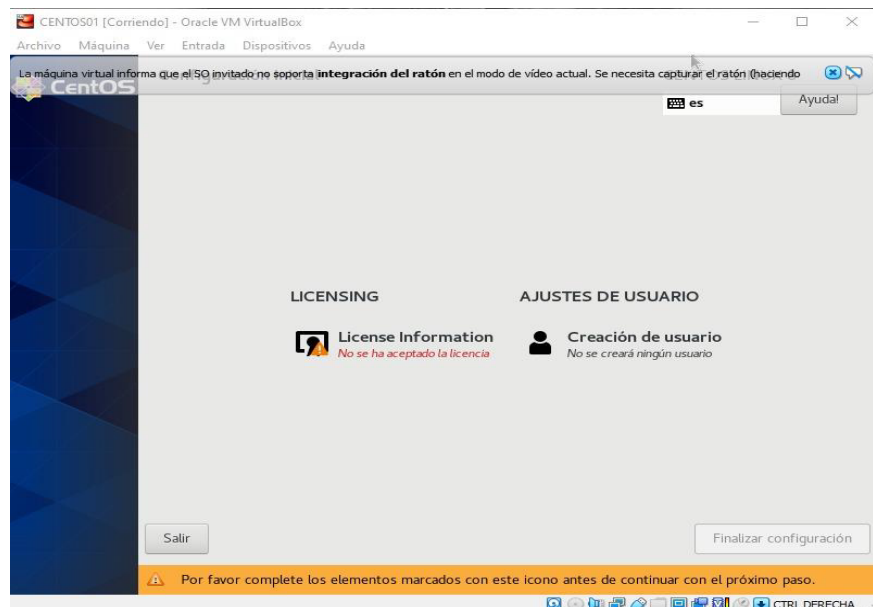 CENTOS01 [Corriendo] - Oracle VM VirtualBox
Archivo Máquina Ver Entrada Dispositivos Ayuda
La máquina virtual informa que el SO invitado no soporta integración del ratón en el modo de vídeo actual. Se necesita capturar el ratón (haciendo
CentOS
es
Ayuda!
LICENSING
License Information
No se ha aceptado la licencia
AJUSTES DE USUARIO
Creación de usuario
No se creará ningún usuario
Salir
Finalizar configuración
Por favor complete los elementos marcados con este icono antes de continuar con el próximo paso.
CTRL DERECHA